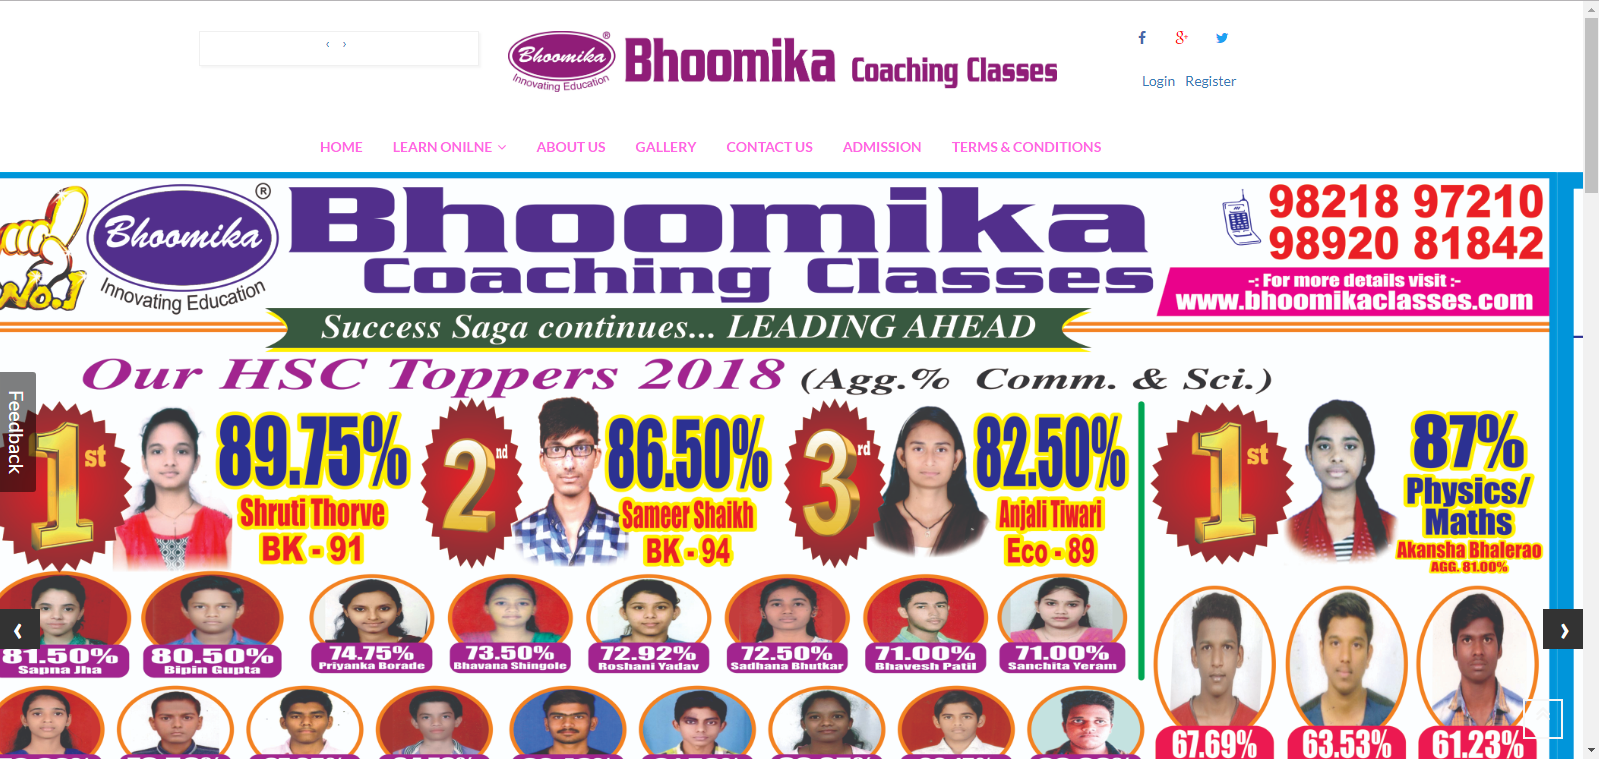 ‹ ›
Bhoomika
®
Innovating Education
Bhoomika Coaching Classes
Login Register
HOME LEARN ONILNE ABOUT US GALLERY CONTACT US ADMISSION TERMS & CONDITIONS
No.1
Bhoomika
®
Innovating Education
Bhoomika
Coaching Classes
98218 97210
98920 81842
-: For more details visit :-
www.bhoomikaclasses.com
Success Saga continues... LEADING AHEAD
Our HSC Toppers 2018 (Agg.% Comm. & Sci.)
Feedback
1st
89.75%
Shruti Thorve
BK - 91
2nd
86.50%
Sameer Shaikh
BK - 94
3rd
82.50%
Anjali Tiwari
Eco - 89
1st
87%
Physics/
Maths
Akansha Bhalerao
AGG. 81.00%
81.50%
Sapna Jha
80.50%
Bipin Gupta
74.75%
Priyanka Borade
73.50%
Bhavana Shingole
72.92%
Roshani Yadav
72.50%
Sadhana Bhutkar
71.00%
Bhavesh Patil
71.00%
Sanchita Yeram
67.69%
63.53%
61.23%